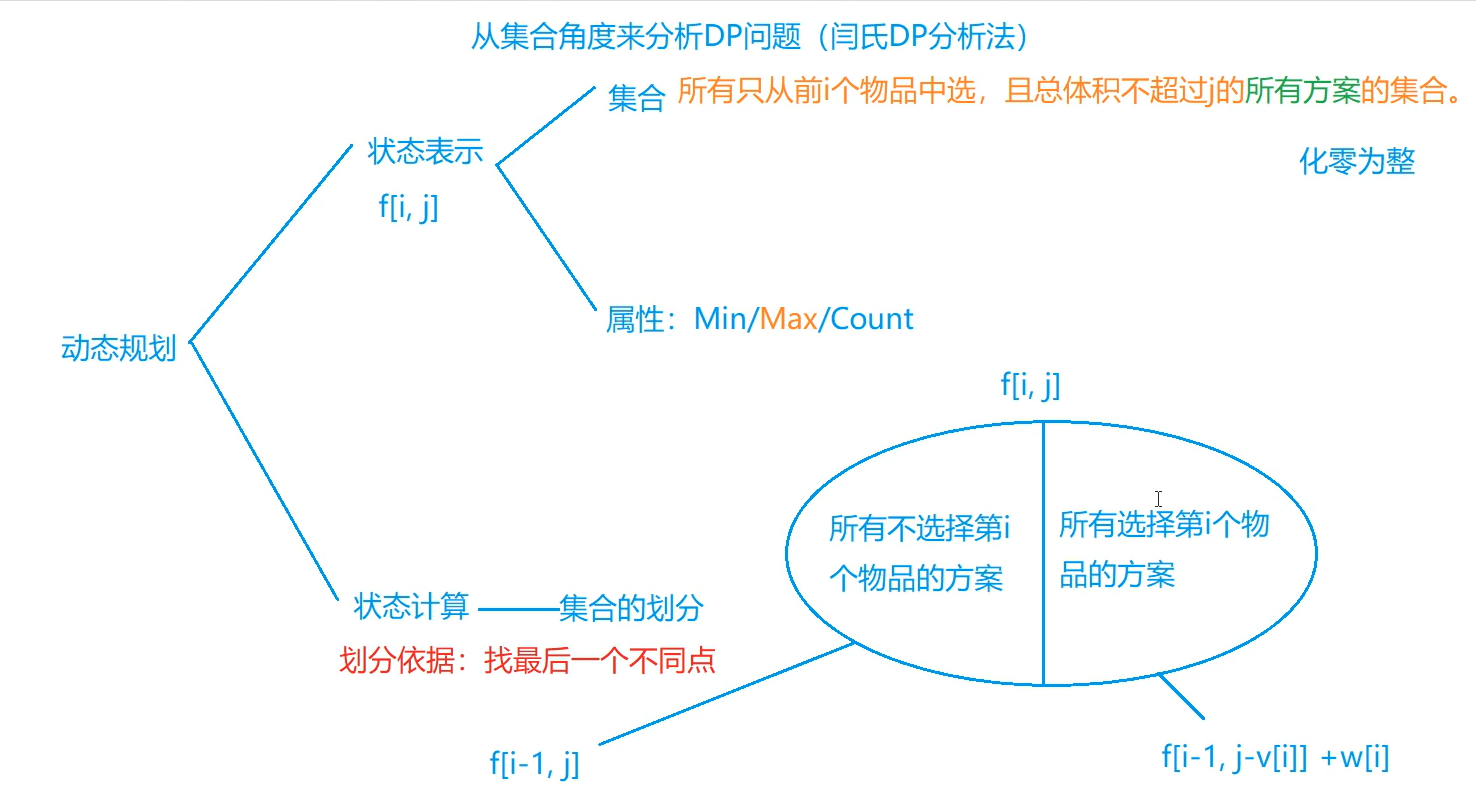 从集合角度来分析DP问题（闫氏DP分析法）
集合 所有只从前i个物品中选，且总体积不超过j的所有方案的集合。
状态表示
化零为整
f[i, j]
属性：Min/Max/Count
动态规划
f[i, j]
所有不选择第i
个物品的方案
所有选择第i个物
品的方案
状态计算
集合的划分
划分依据：找最后一个不同点
f[i-1, j]
f[i-1, j-v[i]] +w[i]